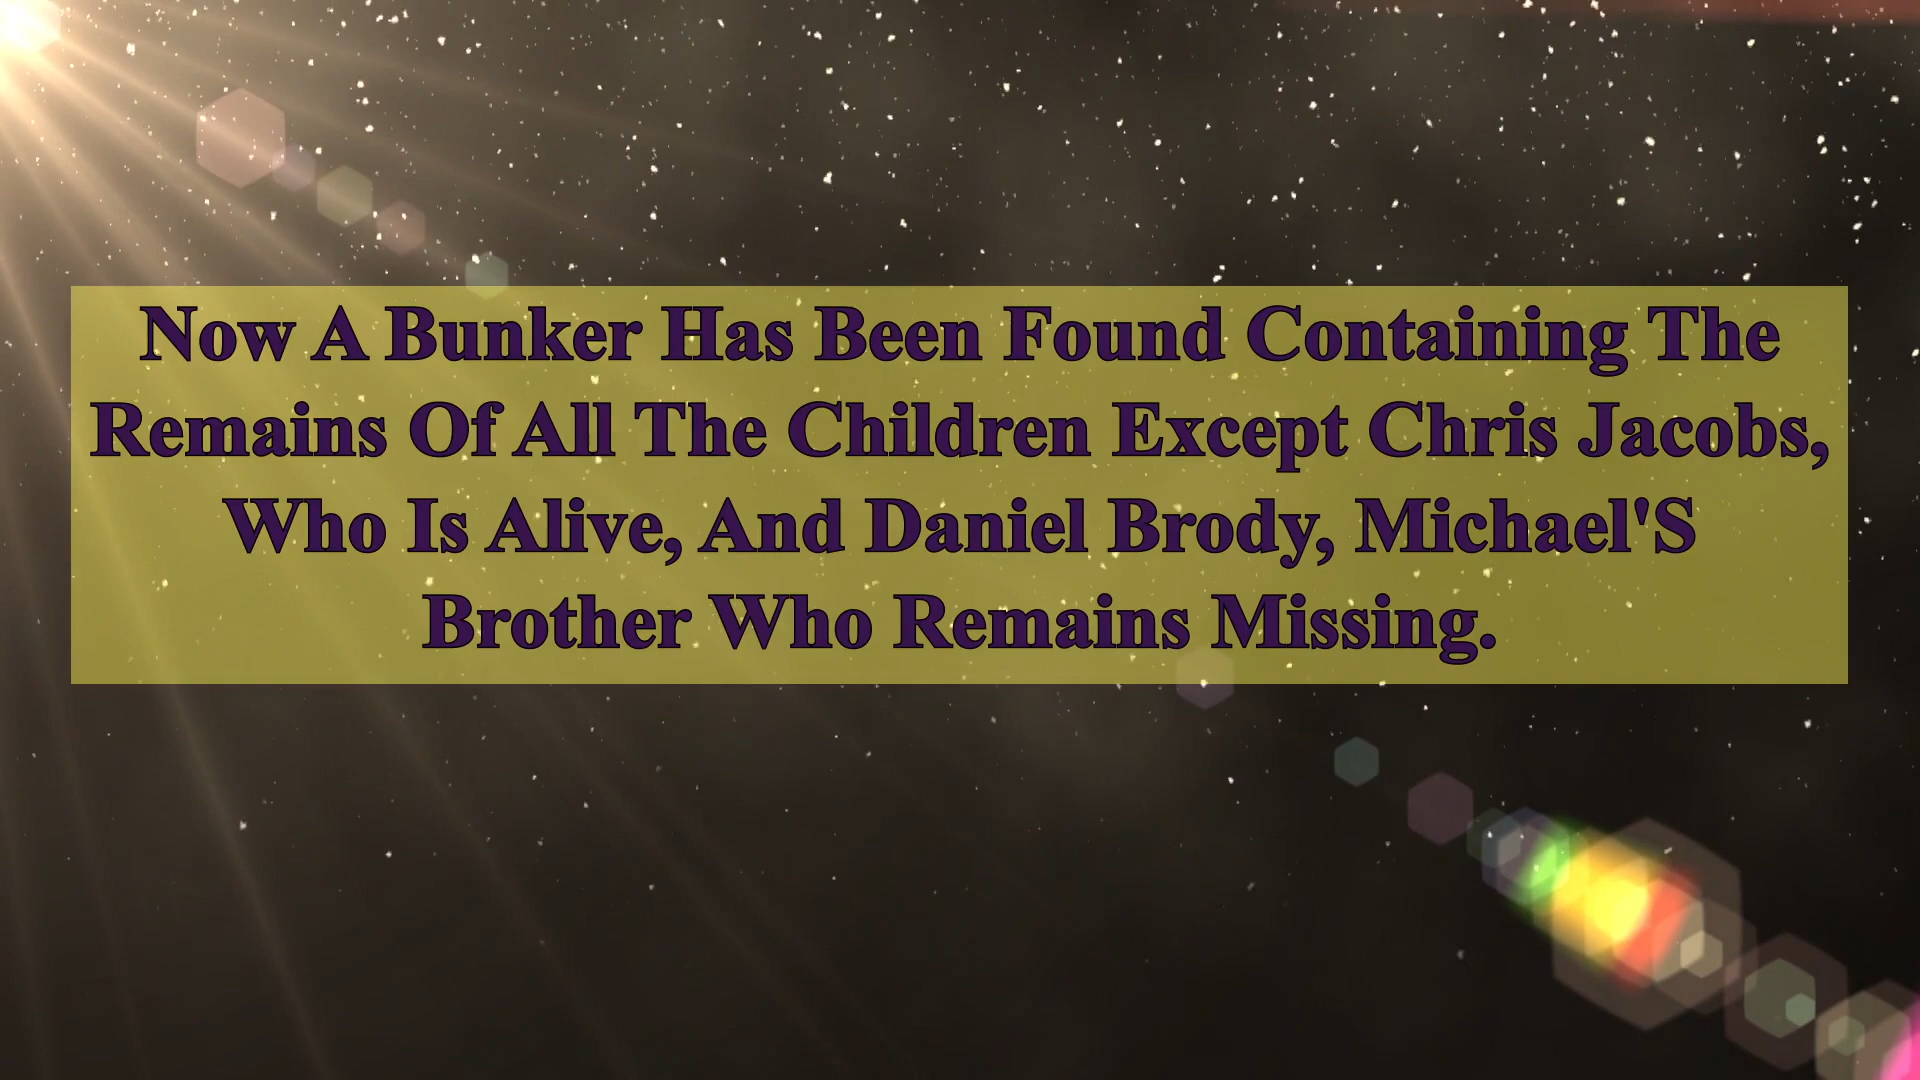 Now A Bunker Has Been Found Containing The
Remains Of All The Children Except Chris Jacobs,
Who Is Alive, And Daniel Brody, Michael'S
Brother Who Remains Missing.